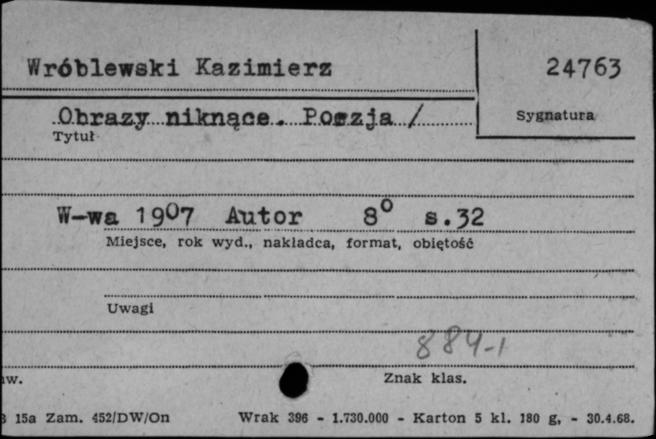 Wróblewski Kazimierz 24763
Obrazy niknące. Poezja / Sygnatura
Tytuł
W-wa 1907 Autor 8° s.32
Miejsce, rok wyd., nakładca, format, obiętość
Uwagi
884-1
Znak klas.
15a Zam. 452/DW/On Wrak 396 - 1.730.000 - Karton 5 kl. 180 g, - 30.4.68.